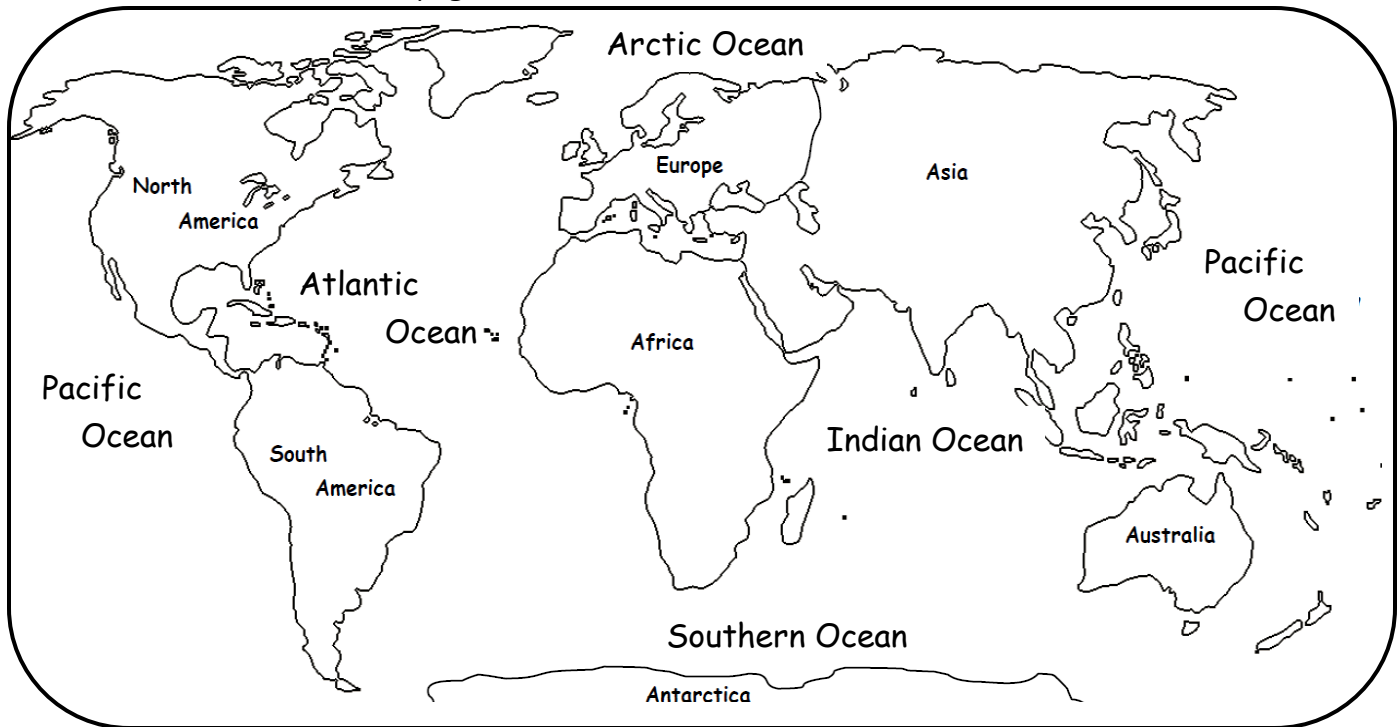 Arctic Ocean
Europe
Asia
North
America
Atlantic
Ocean
Pacific
Ocean
Africa
Pacific
Ocean
Indian Ocean
South
America
Australia
Southern Ocean
Antarctica